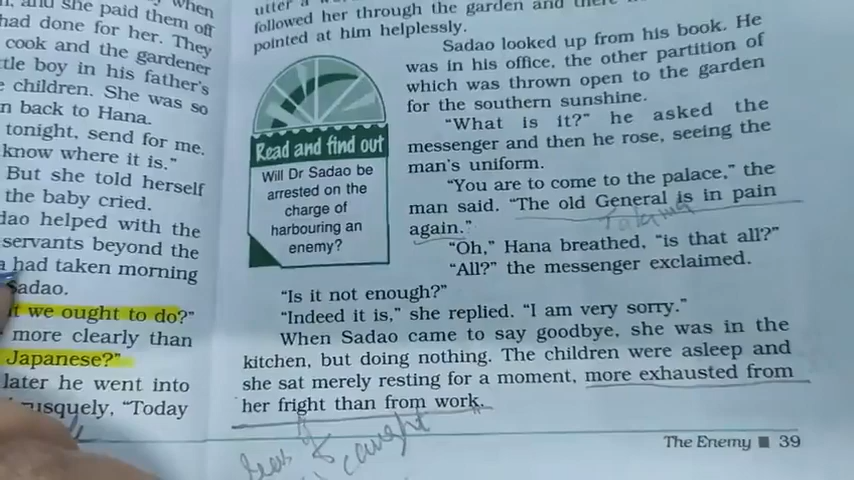 when
and she paid them off
had done for her. They
cook and the gardener
tle boy in his father's
children. She was so
n back to Hana.
tonight, send for me.
know where it is."
But she told herself
the baby cried.
dao helped with the
servants beyond the
a had taken morning
Sadao.
it we ought to do?"
more clearly than
Japanese?"
later he went into
brusquely, "Today
utter a
followed her through the garden and there
pointed at him helplessly.
Sadao looked up from his book. He
was in his office, the other partition of
which was thrown open to the garden
for the southern sunshine.
"What is it?" he asked the
messenger and then he rose, seeing the
man's uniform.
"You are to come to the palace," the
man said. "The old General is in pain
again."
"Oh," Hana breathed, "is that all?"
"All?" the messenger exclaimed.
Read and find out
Will Dr Sadao be
arrested on the
charge of
harbouring an
enemy?
"Is it not enough?"
"Indeed it is," she replied. "I am very sorry."
When Sadao came to say goodbye, she was in the
kitchen, but doing nothing. The children were asleep and
she sat merely resting for a moment, more exhausted from
her fright than from work.
caught
The Enemy ■ 39